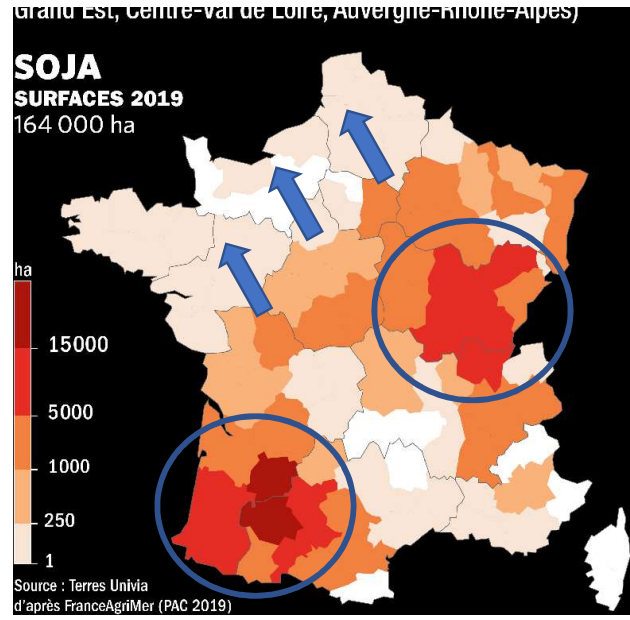 Grand Est, Centre-Val de Loire, Auvergne-Rhône-Alpes)
SOJA
SURFACES 2019
164 000 ha
ha
15000
5000
1000
250
1
Source : Terres Univia
d'après FranceAgriMer (PAC 2019)